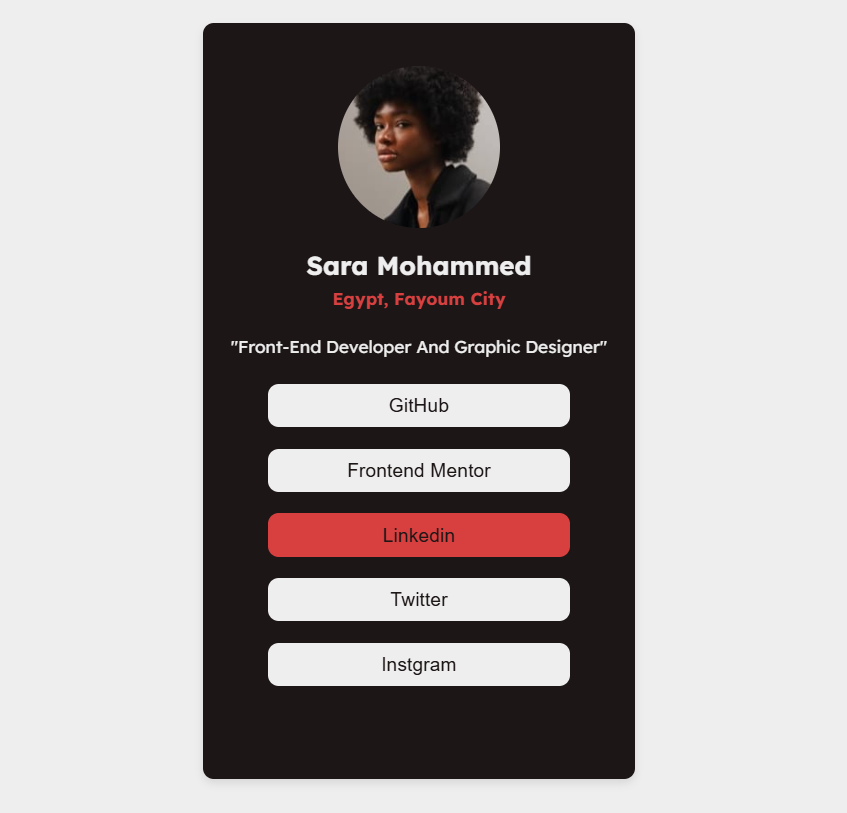 Sara Mohammed
Egypt, Fayoum City
"Front-End Developer And Graphic Designer"
GitHub
Frontend Mentor
Linkedin
Twitter
Instgram